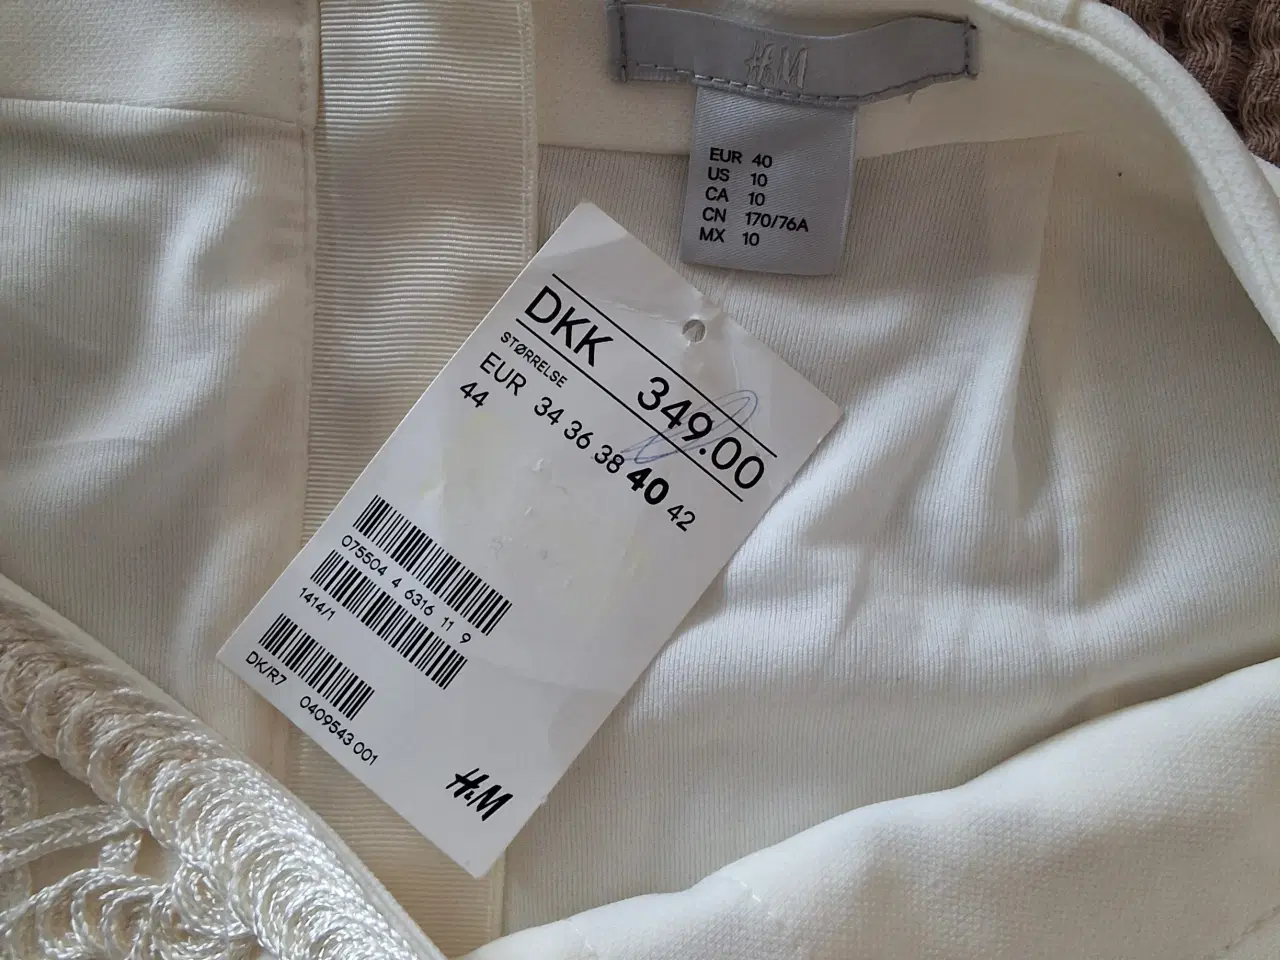 H&M
EUR 40
US 10
CA 10
CN 170/76A
MX 10
DKK 349.00
STØRRELSE
EUR 34 36 38 40 42
44
075504 4 6316 11 9
1414/1
DK/R7 0409543 001
H&M